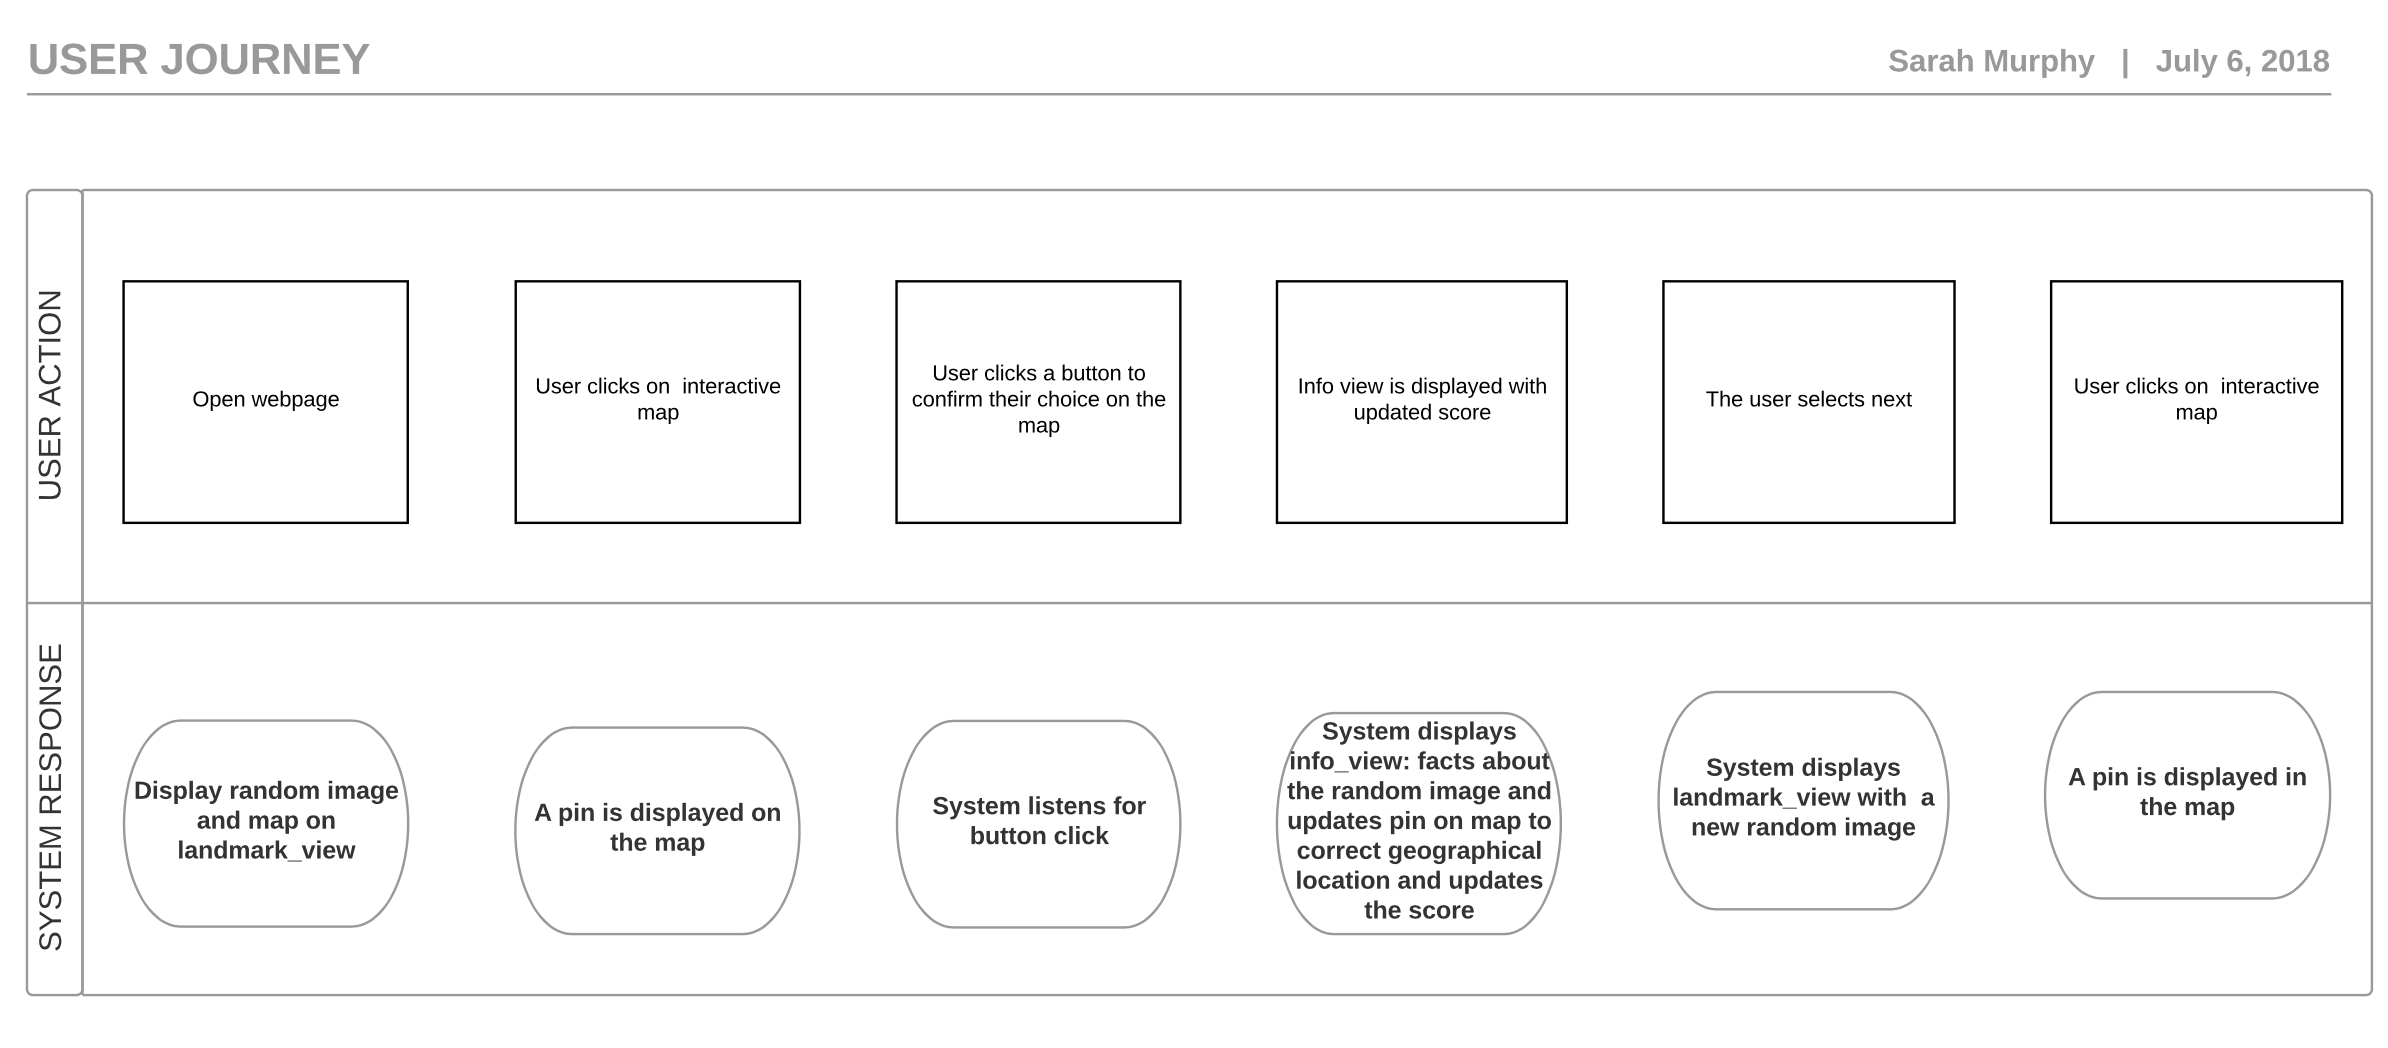 USER JOURNEY
Sarah Murphy | July 6, 2018
USER ACTION
Open webpage
User clicks on  interactive
map
User clicks a button to
confirm their choice on the
map
Info view is displayed with
updated score
The user selects next
User clicks on  interactive
map
SYSTEM RESPONSE
Display random image
and map on
landmark_view
A pin is displayed on
the map
System listens for
button click
System displays
info_view: facts about
the random image and
updates pin on map to
correct geographical
location and updates
the score
System displays
landmark_view with  a
new random image
A pin is displayed in
the map